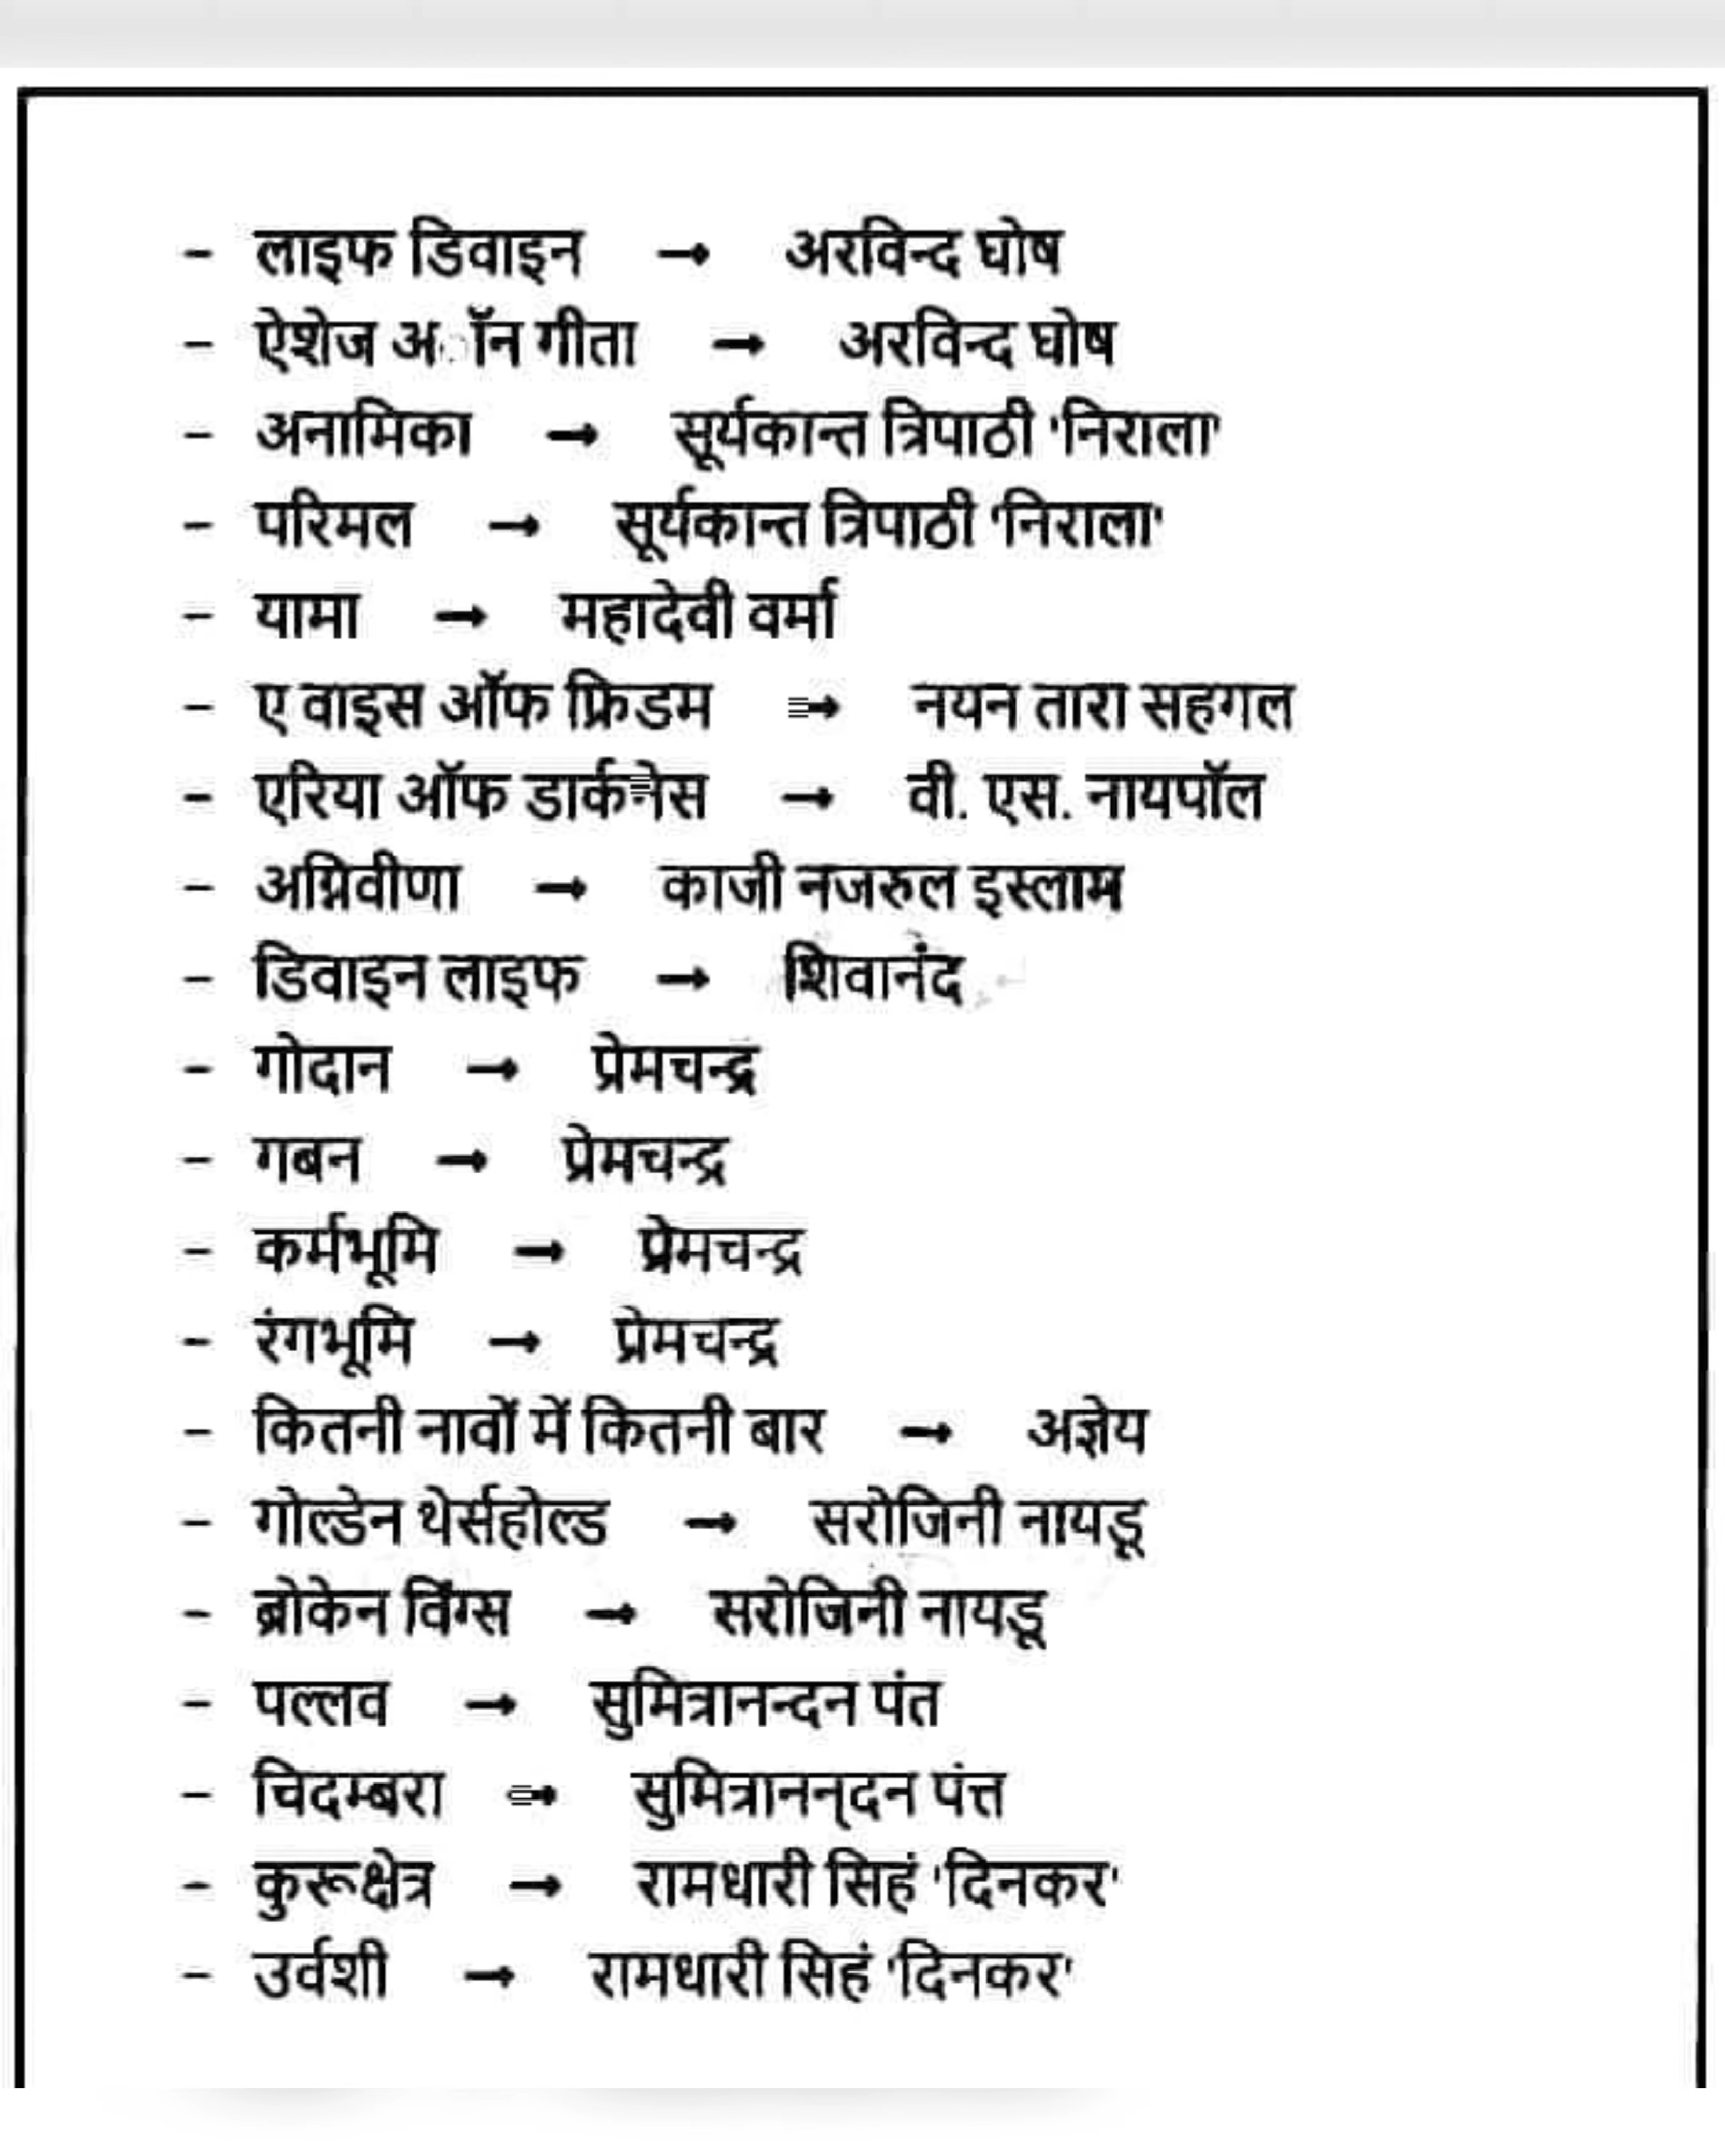 - लाइफ डिवाइन → अरविन्द घोष
- ऐशेज अॉन गीता → अरविन्द घोष
- अनामिका → सूर्यकान्त त्रिपाठी 'निराला'
- परिमल → सूर्यकान्त त्रिपाठी 'निराला'
- यामा → महादेवी वर्मा
- ए वाइस ऑफ फ्रिडम → नयन तारा सहगल
- एरिया ऑफ डार्कनेस → वी. एस. नायपॉल
- अग्निवीणा → काजी नजरुल इस्लाम
- डिवाइन लाइफ → शिवानंद
- गोदान → प्रेमचन्द्र
- गबन → प्रेमचन्द्र
- कर्मभूमि → प्रेमचन्द्र
- रंगभूमि → प्रेमचन्द्र
- कितनी नावों में कितनी बार → अज्ञेय
- गोल्डेन थेर्सहोल्ड → सरोजिनी नायडू
- ब्रोकेन विंग्स → सरोजिनी नायडू
- पल्लव → सुमित्रानन्दन पंत
- चिदम्बरा → सुमित्रानन्‌दन पंत्त
- कुरूक्षेत्र → रामधारी सिहं 'दिनकर'
- उर्वशी → रामधारी सिहं 'दिनकर'